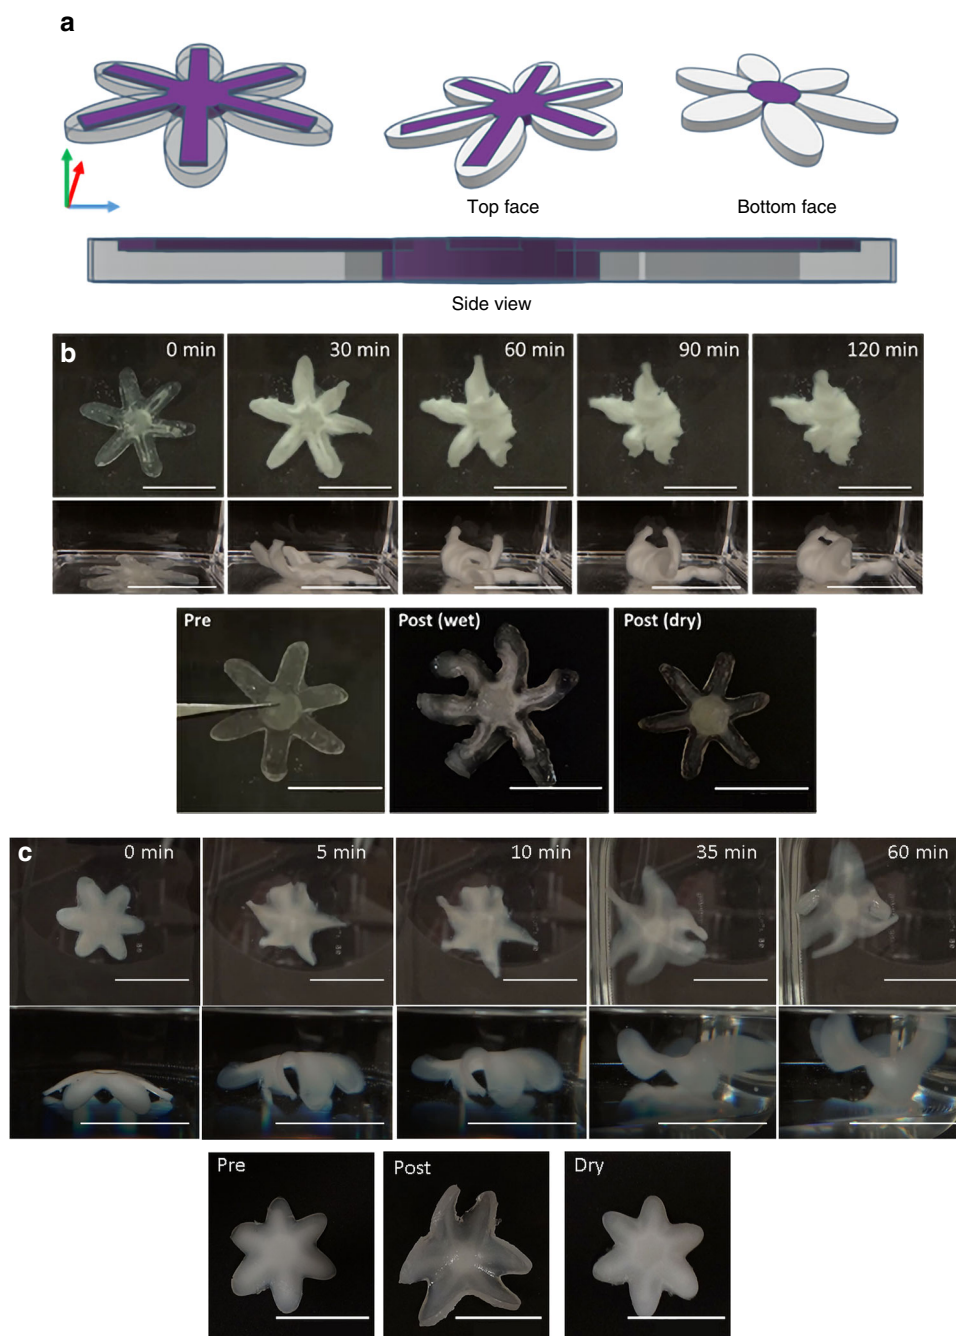 a
Top face
Bottom face
Side view
b
0 min
30 min
60 min
90 min
120 min
Pre
Post (wet)
Post (dry)
c
0 min
5 min
10 min
35 min
60 min
Pre
Post
Dry